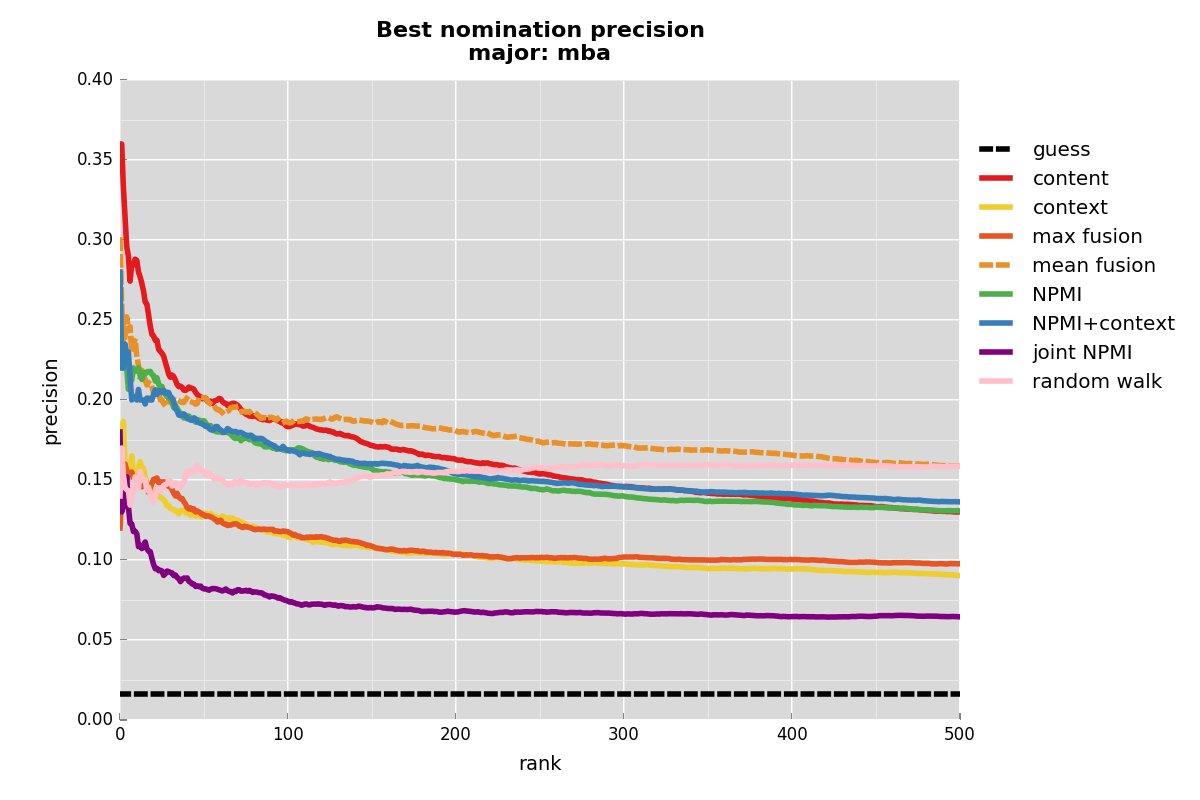 Best nomination precision
major: mba
precision
0.40
0.35
0.30
0.25
0.20
0.15
0.10
0.05
0.00
0
100
200
300
400
500
rank
guess
content
context
max fusion
mean fusion
NPMI
NPMI+context
joint NPMI
random walk